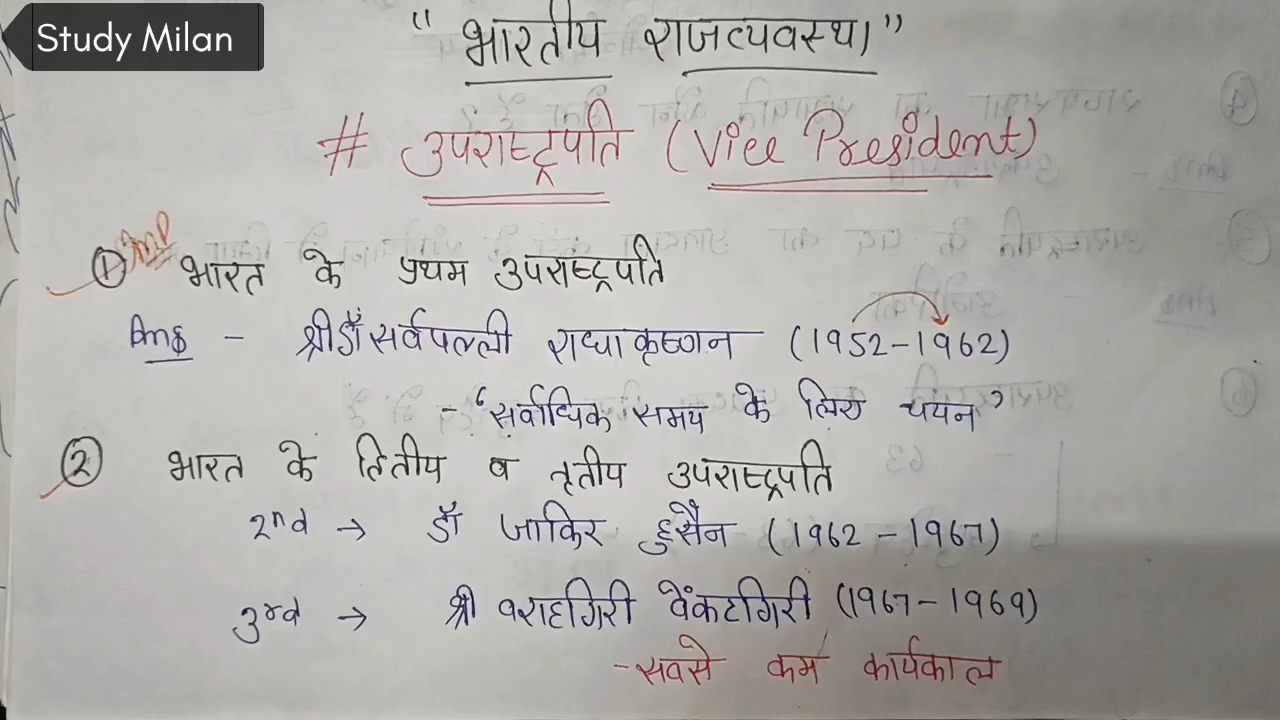 Study Milan
“भारतीय राजव्यवस्था”
# उपराष्ट्रपति (Vice President)
① Imp भारत के प्रथम उपराष्ट्रपति
Ans - श्री डॉ सर्वपल्ली राधाकृष्णन (1952-1962)
- ‘सर्वाधिक समय के लिए चयन’
② भारत के द्वितीय व तृतीय उपराष्ट्रपति
2nd → डॉ जाकिर हुसैन (1962 - 1967)
3rd → श्री वराहगिरी वेंकटगिरी (1967-1969)
- सबसे कम कार्यकाल